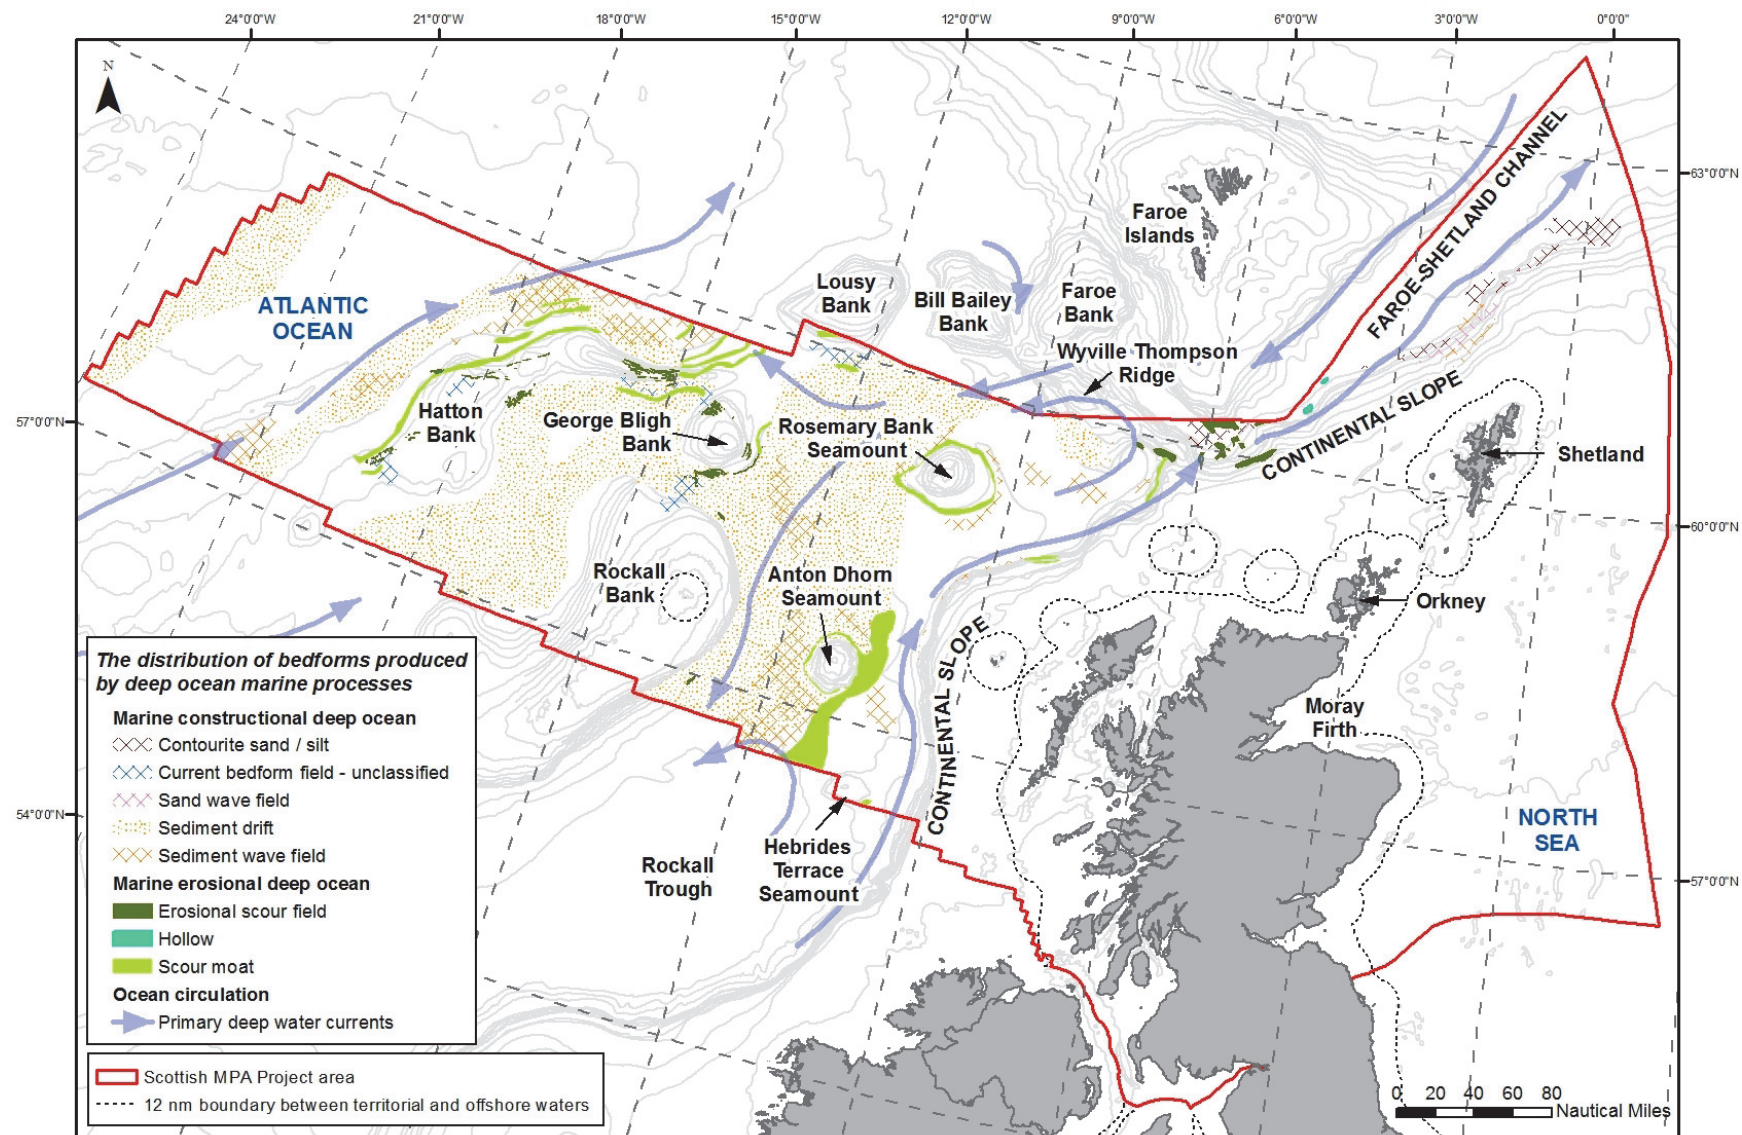 24°0'0"W
21°0'0"W
18°0'0"W
15°0'0"W
12°0'0"W
9°0'0"W
6°0'0"W
3°0'0"W
0°0'0"
N
63°0'0"N
FAROE-SHETLAND CHANNEL
Faroe
Islands
Lousy
Bank
Bill Bailey
Bank
Faroe
Bank
ATLANTIC
OCEAN
Wyville Thompson
Ridge
57°0'0"N
Hatton
Bank
George Bligh
Bank
Rosemary Bank
Seamount
CONTINENTAL SLOPE
Shetland
60°0'0"N
Rockall
Bank
Anton Dhorn
Seamount
Orkney
CONTINENTAL SLOPE
Moray
Firth
54°0'0"N
NORTH
SEA
Rockall
Trough
Hebrides
Terrace
Seamount
57°0'0"N
The distribution of bedforms produced
by deep ocean marine processes
Marine constructional deep ocean
Contourite sand / silt
Current bedform field - unclassified
Sand wave field
Sediment drift
Sediment wave field
Marine erosional deep ocean
Erosional scour field
Hollow
Scour moat
Ocean circulation
Primary deep water currents
Scottish MPA Project area
12 nm boundary between territorial and offshore waters
0 20 40 60 80
Nautical Miles